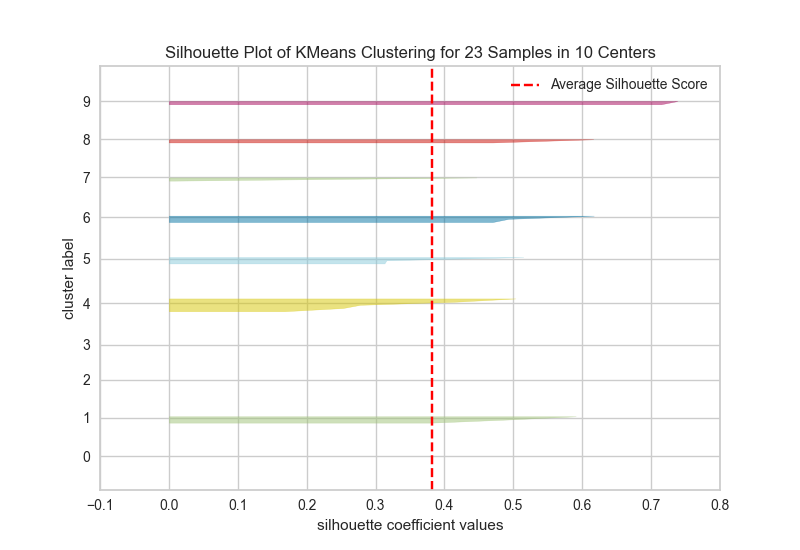 Silhouette Plot of KMeans Clustering for 23 Samples in 10 Centers
Average Silhouette Score
9
8
7
6
5
4
3
2
1
0
cluster label
−0.1 0.0 0.1 0.2 0.3 0.4 0.5 0.6 0.7 0.8
silhouette coefficient values